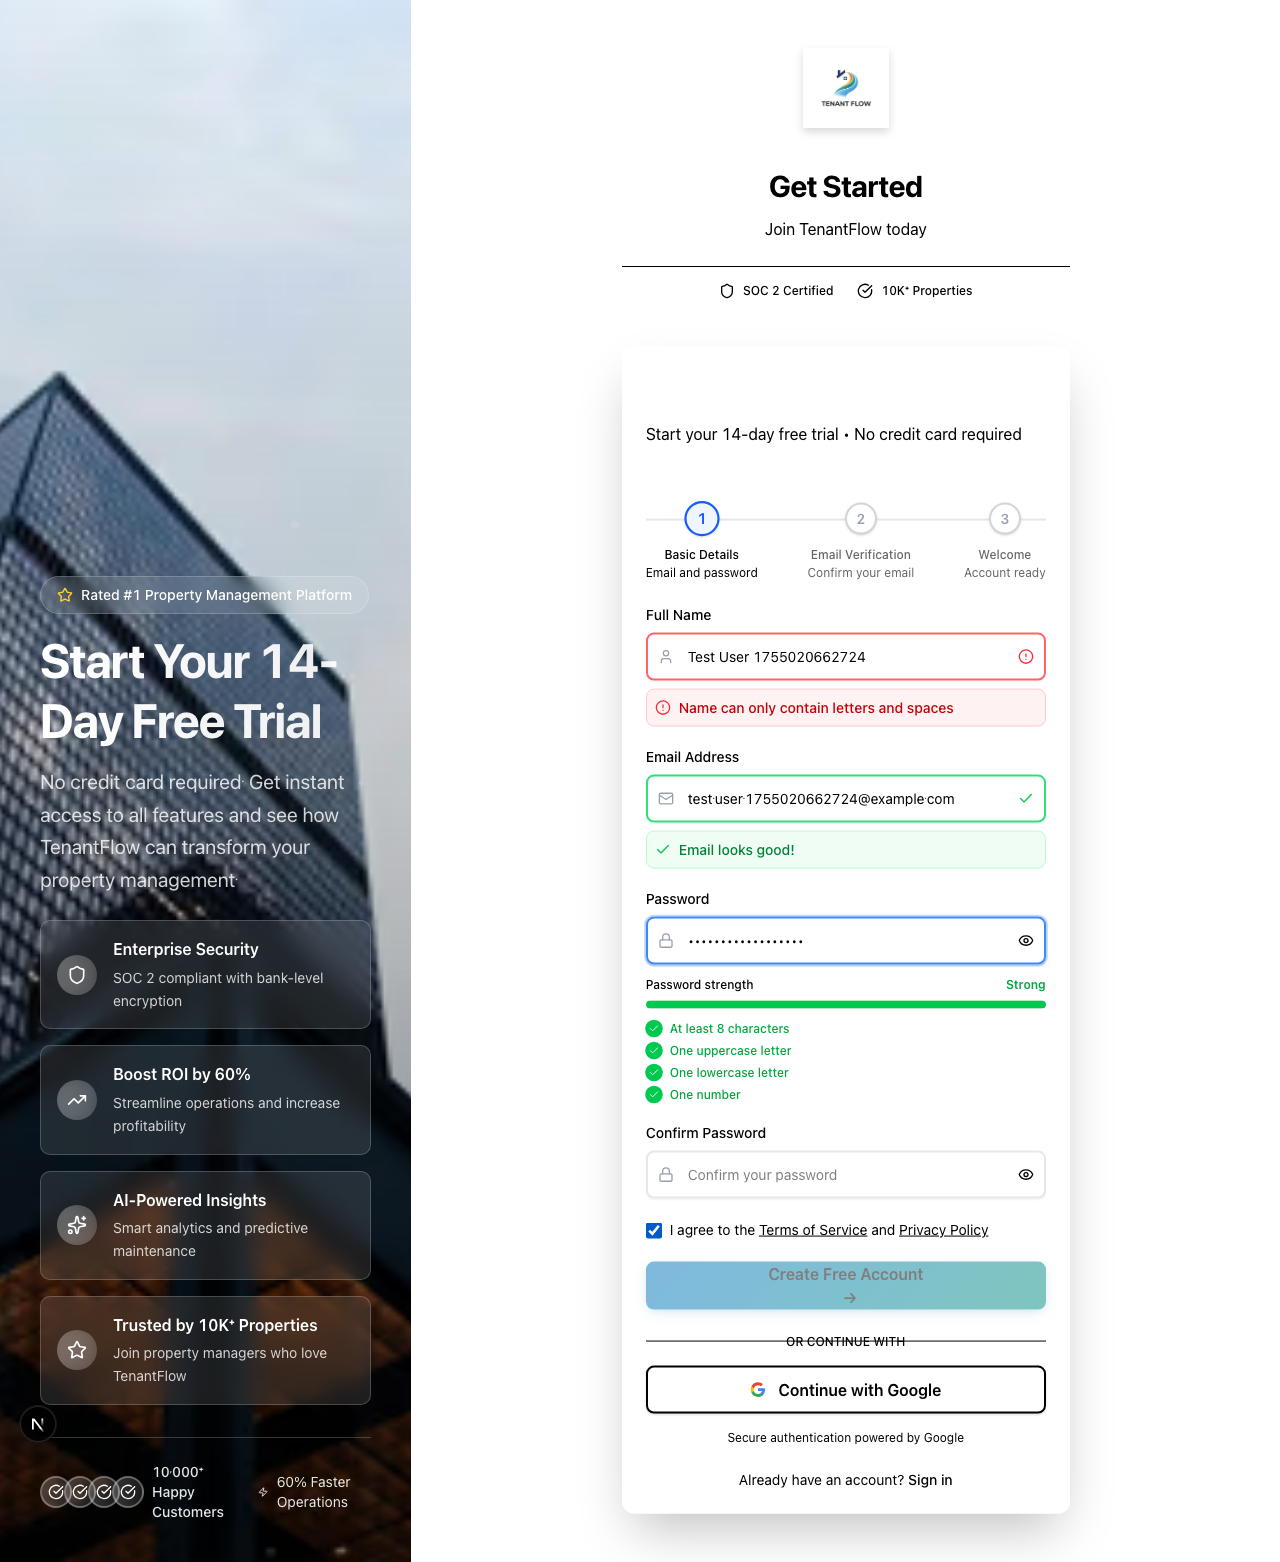 Rated #1 Property Management Platform
Start Your 14-
Day Free Trial
No credit card required. Get instant
access to all features and see how
TenantFlow can transform your
property management.
Enterprise Security
SOC 2 compliant with bank-level
encryption
Boost ROI by 60%
Streamline operations and increase
profitability
AI-Powered Insights
Smart analytics and predictive
maintenance
Trusted by 10K+ Properties
Join property managers who love
TenantFlow
N
10,000+
Happy
Customers
60% Faster
Operations
TENANT FLOW
Get Started
Join TenantFlow today
SOC 2 Certified
10K+ Properties
Start your 14-day free trial • No credit card required
1
2
3
Basic Details
Email Verification
Welcome
Email and password
Confirm your email
Account ready
Full Name
Test User 1755020662724
Name can only contain letters and spaces
Email Address
test.user.1755020662724@example.com
Email looks good!
Password
••••••••••••••••••
Password strength
Strong
At least 8 characters
One uppercase letter
One lowercase letter
One number
Confirm Password
Confirm your password
I agree to the Terms of Service and Privacy Policy
Create Free Account
→
OR CONTINUE WITH
Continue with Google
Secure authentication powered by Google
Already have an account? Sign in